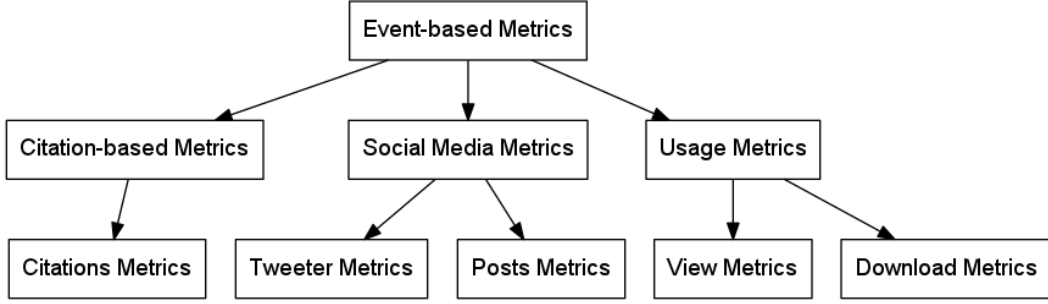 Event-based Metrics
Citation-based Metrics
Social Media Metrics
Usage Metrics
Citations Metrics
Tweeter Metrics
Posts Metrics
View Metrics
Download Metrics